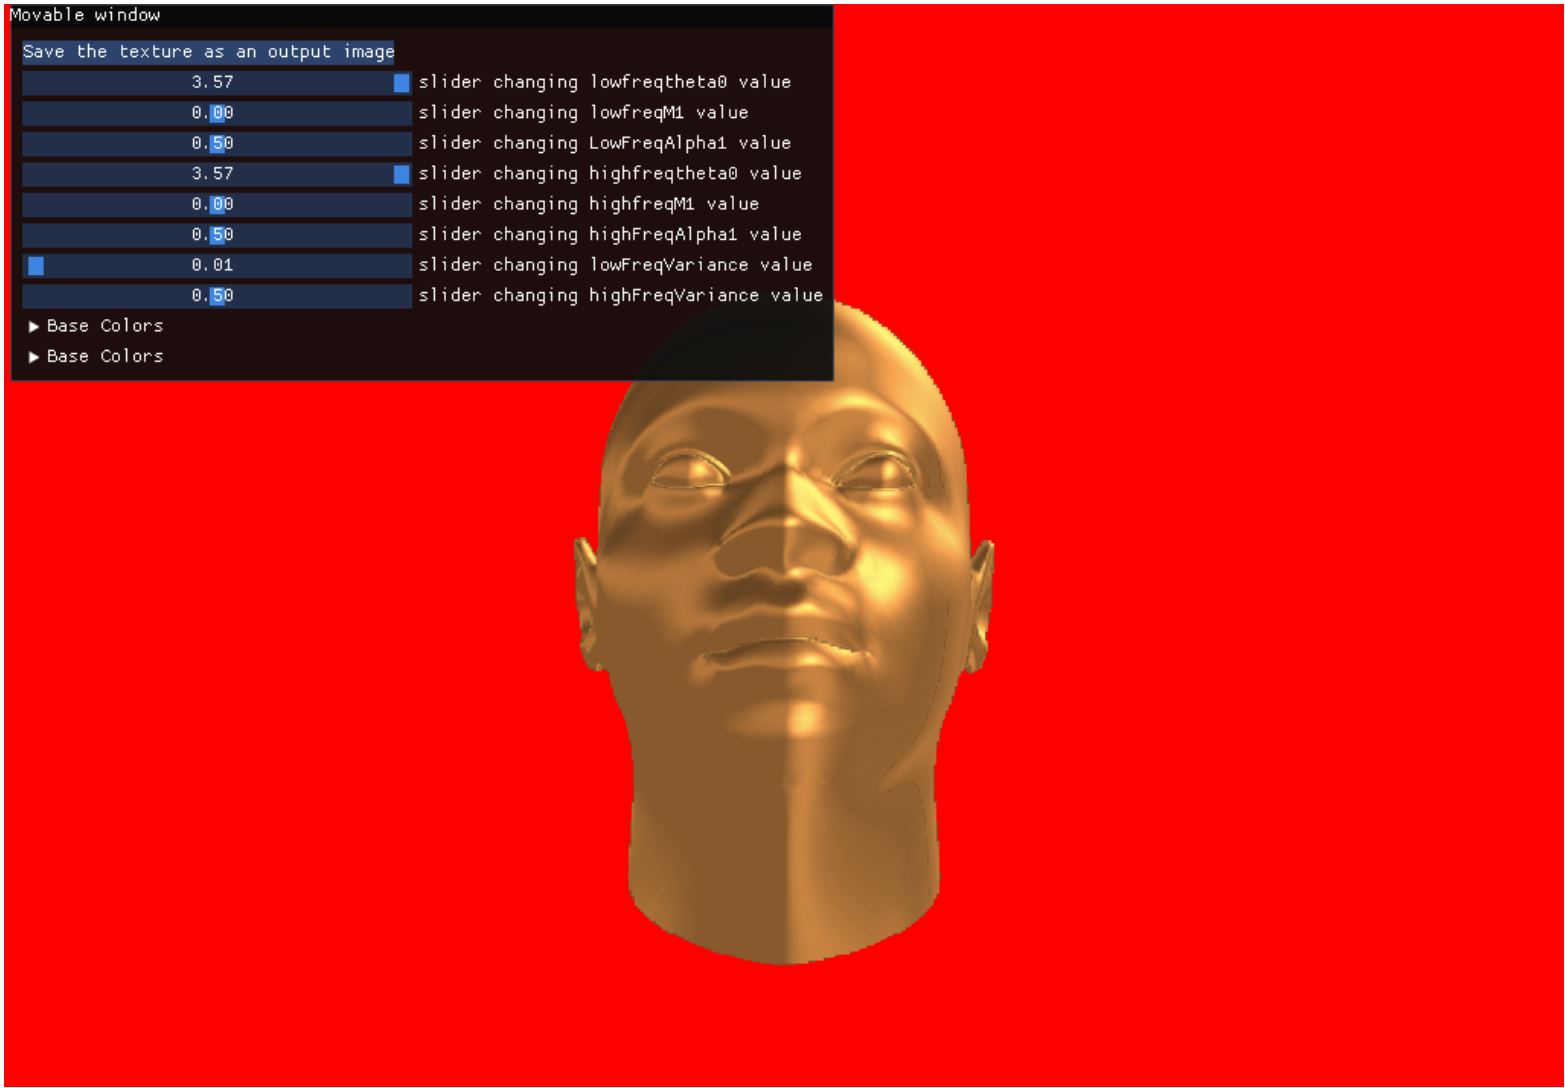 Movable window
Save the texture as an output image
3.57 slider changing lowfreqtheta0 value
0.00 slider changing lowfreqM1 value
0.50 slider changing LowFreqAlpha1 value
3.57 slider changing highfreqtheta0 value
0.00 slider changing highfreqM1 value
0.50 slider changing highFreqAlpha1 value
0.01 slider changing lowFreqVariance value
0.50 slider changing highFreqVariance value
Base Colors
Base Colors